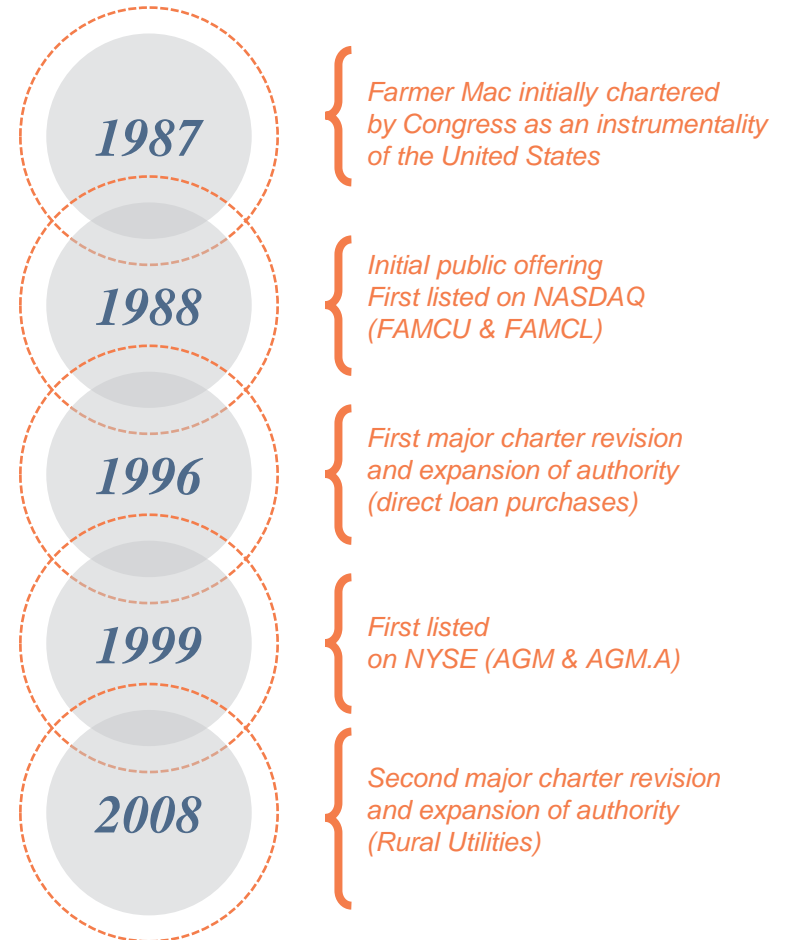 1987
Farmer Mac initially chartered
by Congress as an instrumentality
of the United States
1988
Initial public offering
First listed on NASDAQ
(FAMCU & FAMCL)
1996
First major charter revision
and expansion of authority
(direct loan purchases)
1999
First listed
on NYSE (AGM & AGM.A)
2008
Second major charter revision
and expansion of authority
(Rural Utilities)